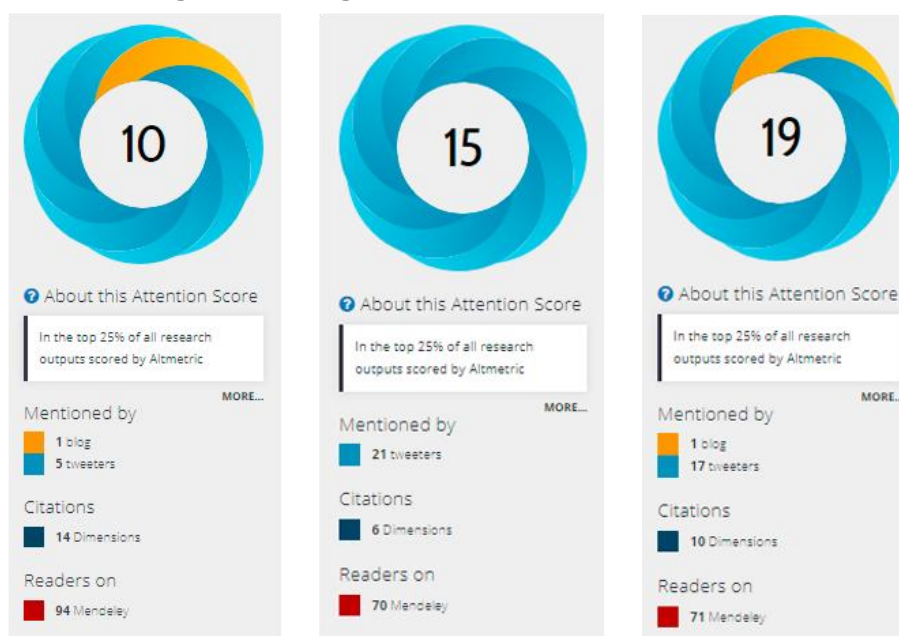 10
About this Attention Score
In the top 25% of all research
outputs scored by Altmetric
MORE...
Mentioned by
1 blog
5 tweeters
Citations
14 Dimensions
Readers on
94 Mendeley
15
About this Attention Score
In the top 25% of all research
outputs scored by Altmetric
MORE...
Mentioned by
21 tweeters
Citations
6 Dimensions
Readers on
70 Mendeley
19
About this Attention Score
In the top 25% of all research
outputs scored by Altmetric
MORE...
Mentioned by
1 blog
17 tweeters
Citations
10 Dimensions
Readers on
71 Mendeley